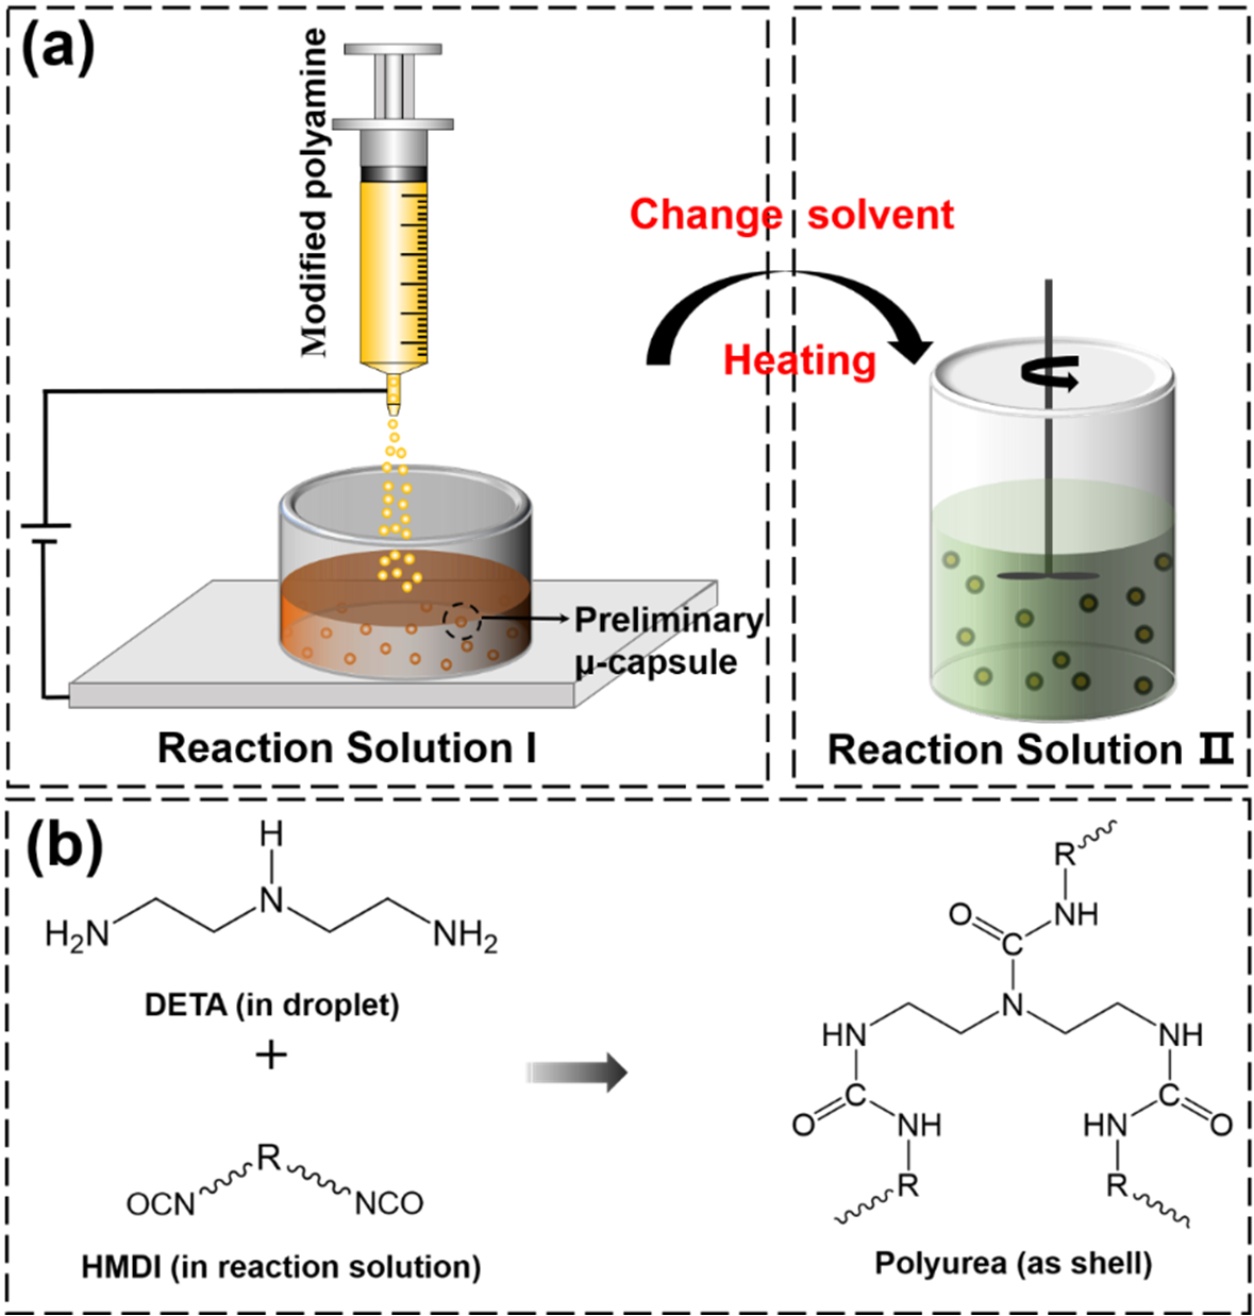 (a)
Modified polyamine
Change solvent
Heating
Preliminary
μ-capsule
Reaction Solution I
Reaction Solution II
(b)
H
N
H₂N
NH₂
DETA (in droplet)
+
R
OCN
NCO
HMDI (in reaction solution)
R
O
NH
C
N
HN
NH
C
C
O
NH
HN
O
R
R
Polyurea (as shell)